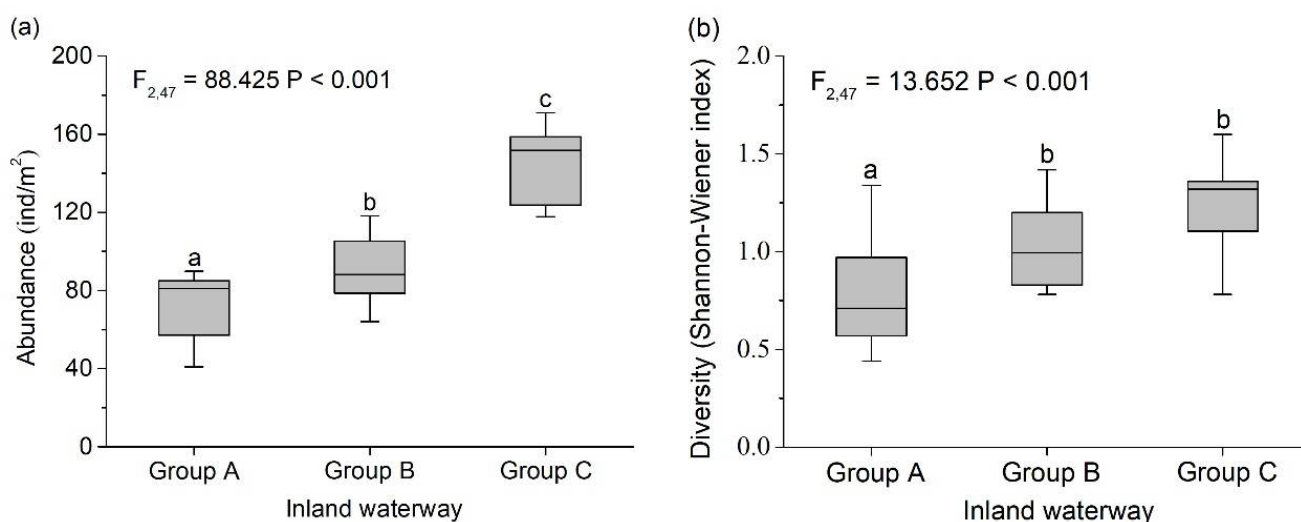 (a)
F2,47 = 88.425 P < 0.001
Abundance (ind/m²)
200
160
120
80
40
0
a
b
c
Group A
Group B
Group C
Inland waterway
(b)
F2,47 = 13.652 P < 0.001
Diversity (Shannon-Wiener index)
2.0
1.5
1.0
0.5
0.0
a
b
b
Group A
Group B
Group C
Inland waterway